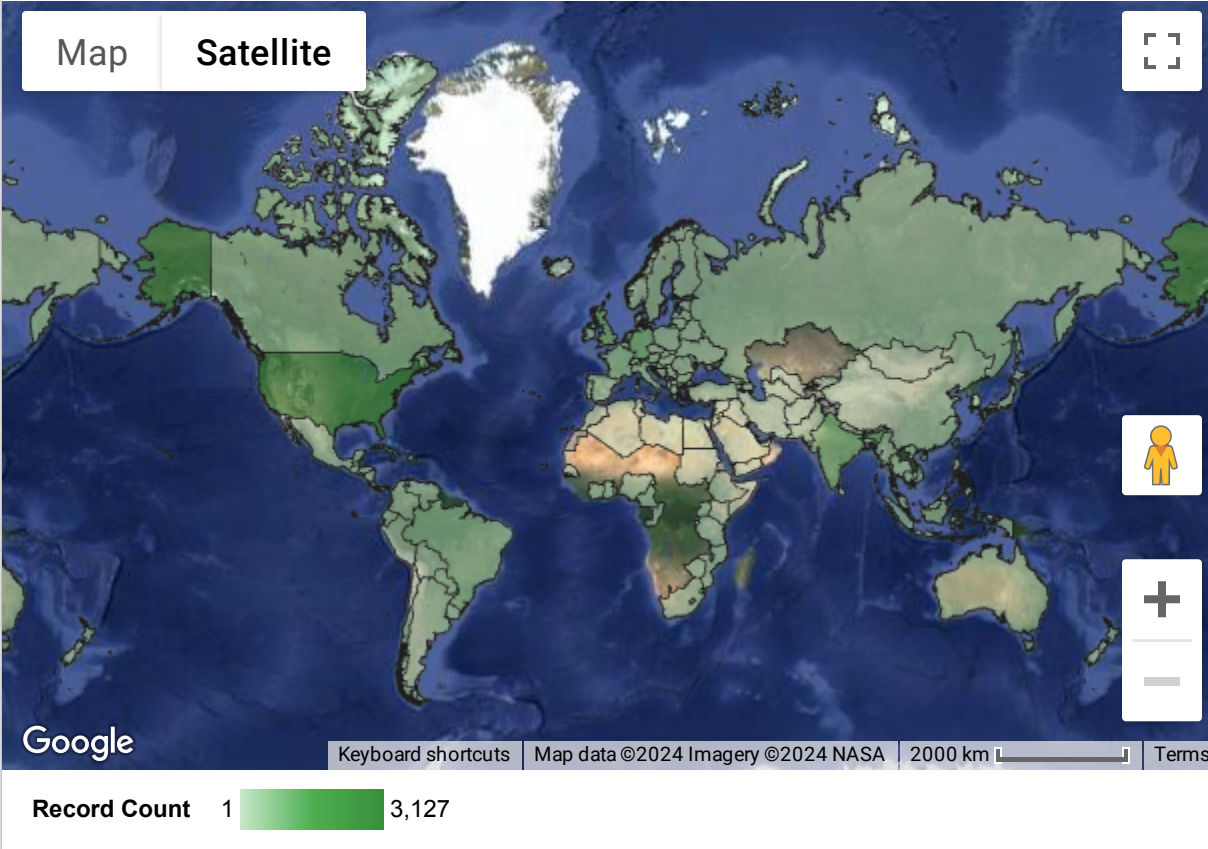 Map
Satellite
Google
Keyboard shortcuts
Map data ©2024 Imagery ©2024 NASA
2000 km
Terms
Record Count 1 3,127